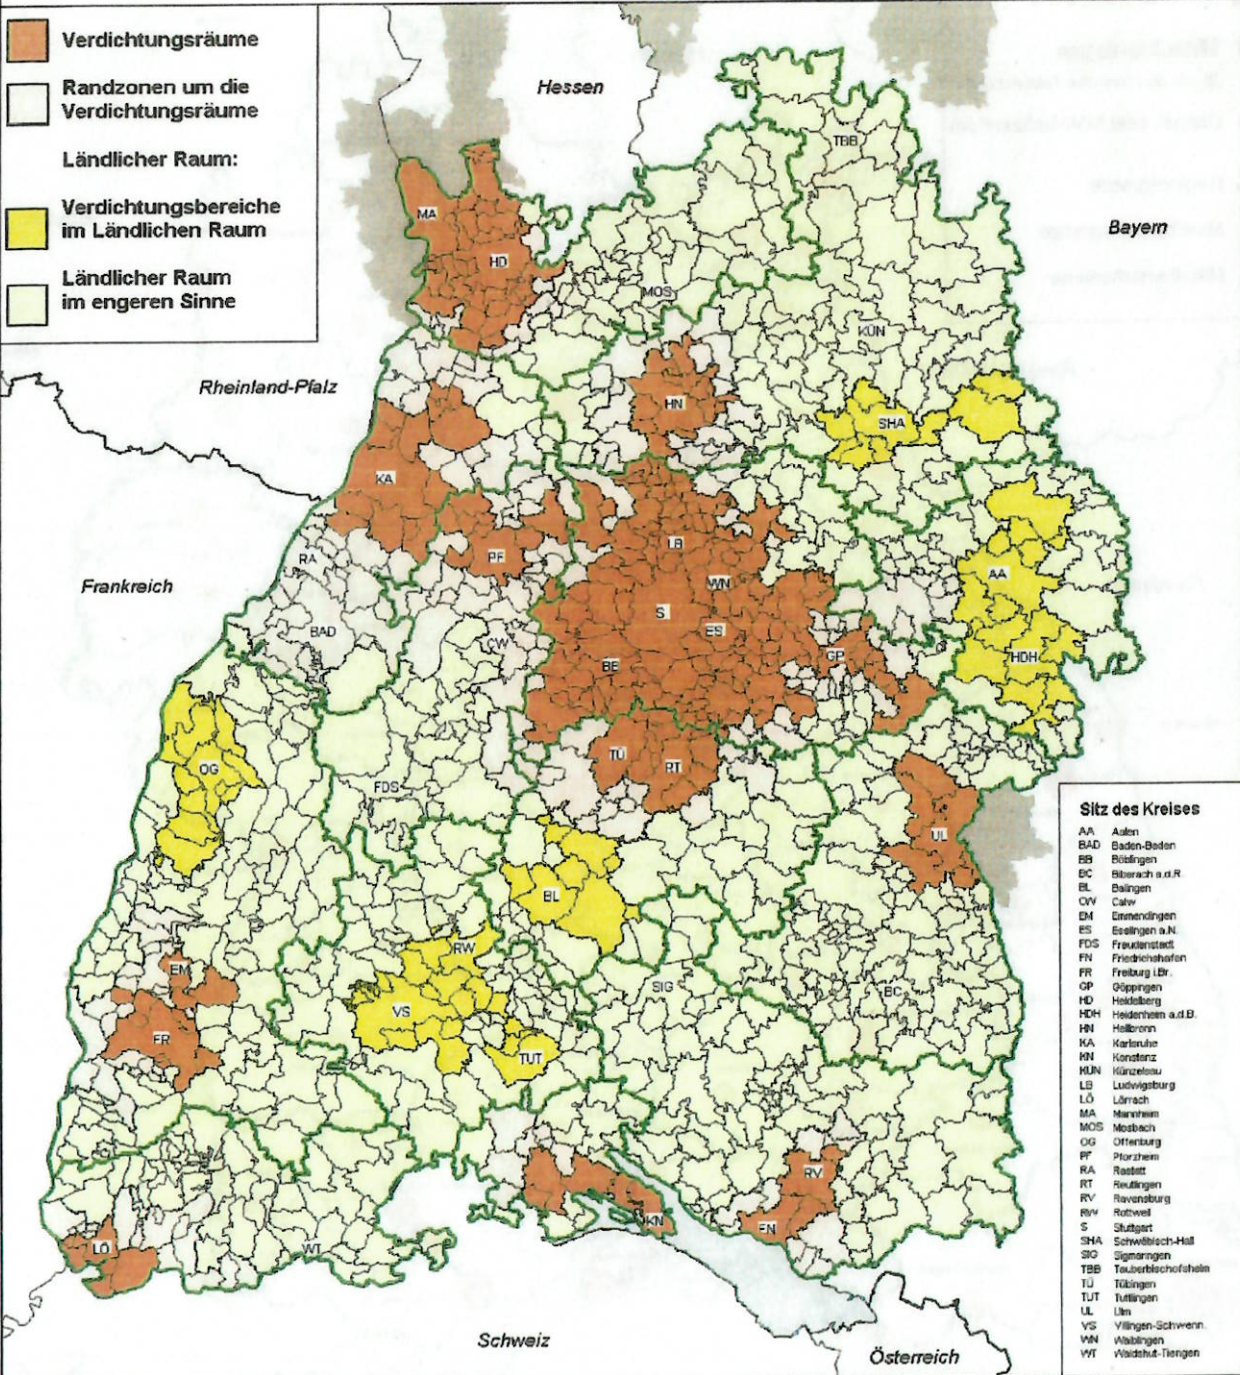 Verdichtungsräume
Randzonen um die
Verdichtungsräume
Ländlicher Raum:
Verdichtungsbereiche
im Ländlichen Raum
Ländlicher Raum
im engeren Sinne
Hessen
Bayern
Rheinland-Pfalz
Frankreich
Schweiz
Österreich
TBB
MA
HD
MOS
KÜN
HN
SHA
KA
LB
PF
RA
AA
WN
S
ES
BAD
CW
GP
HDH
BE
TÜ
RT
OG
FDS
UL
BL
RW
EM
SIG
BC
VS
FR
TUT
RV
KN
FN
LÖ
WT
Sitz des Kreises
AA Aalen
BAD Baden-Baden
BB Böblingen
BC Biberach a.d.R.
BL Balingen
CW Calw
EM Emmendingen
ES Esslingen a.N.
FDS Freudenstadt
FN Friedrichshafen
FR Freiburg i.Br.
GP Göppingen
HD Heidelberg
HDH Heidenheim a.d.B.
HN Heilbronn
KA Karlsruhe
KN Konstanz
KÜN Künzelsau
LB Ludwigsburg
LÖ Lörrach
MA Mannheim
MOS Mosbach
OG Offenburg
PF Pforzheim
RA Rastatt
RT Reutlingen
RV Ravensburg
RW Rottweil
S Stuttgart
SHA Schwäbisch-Hall
SIG Sigmaringen
TBB Tauberbischofsheim
TÜ Tübingen
TUT Tuttlingen
UL Ulm
VS Villingen-Schwenn.
WN Waiblingen
WT Waldshut-Tiengen